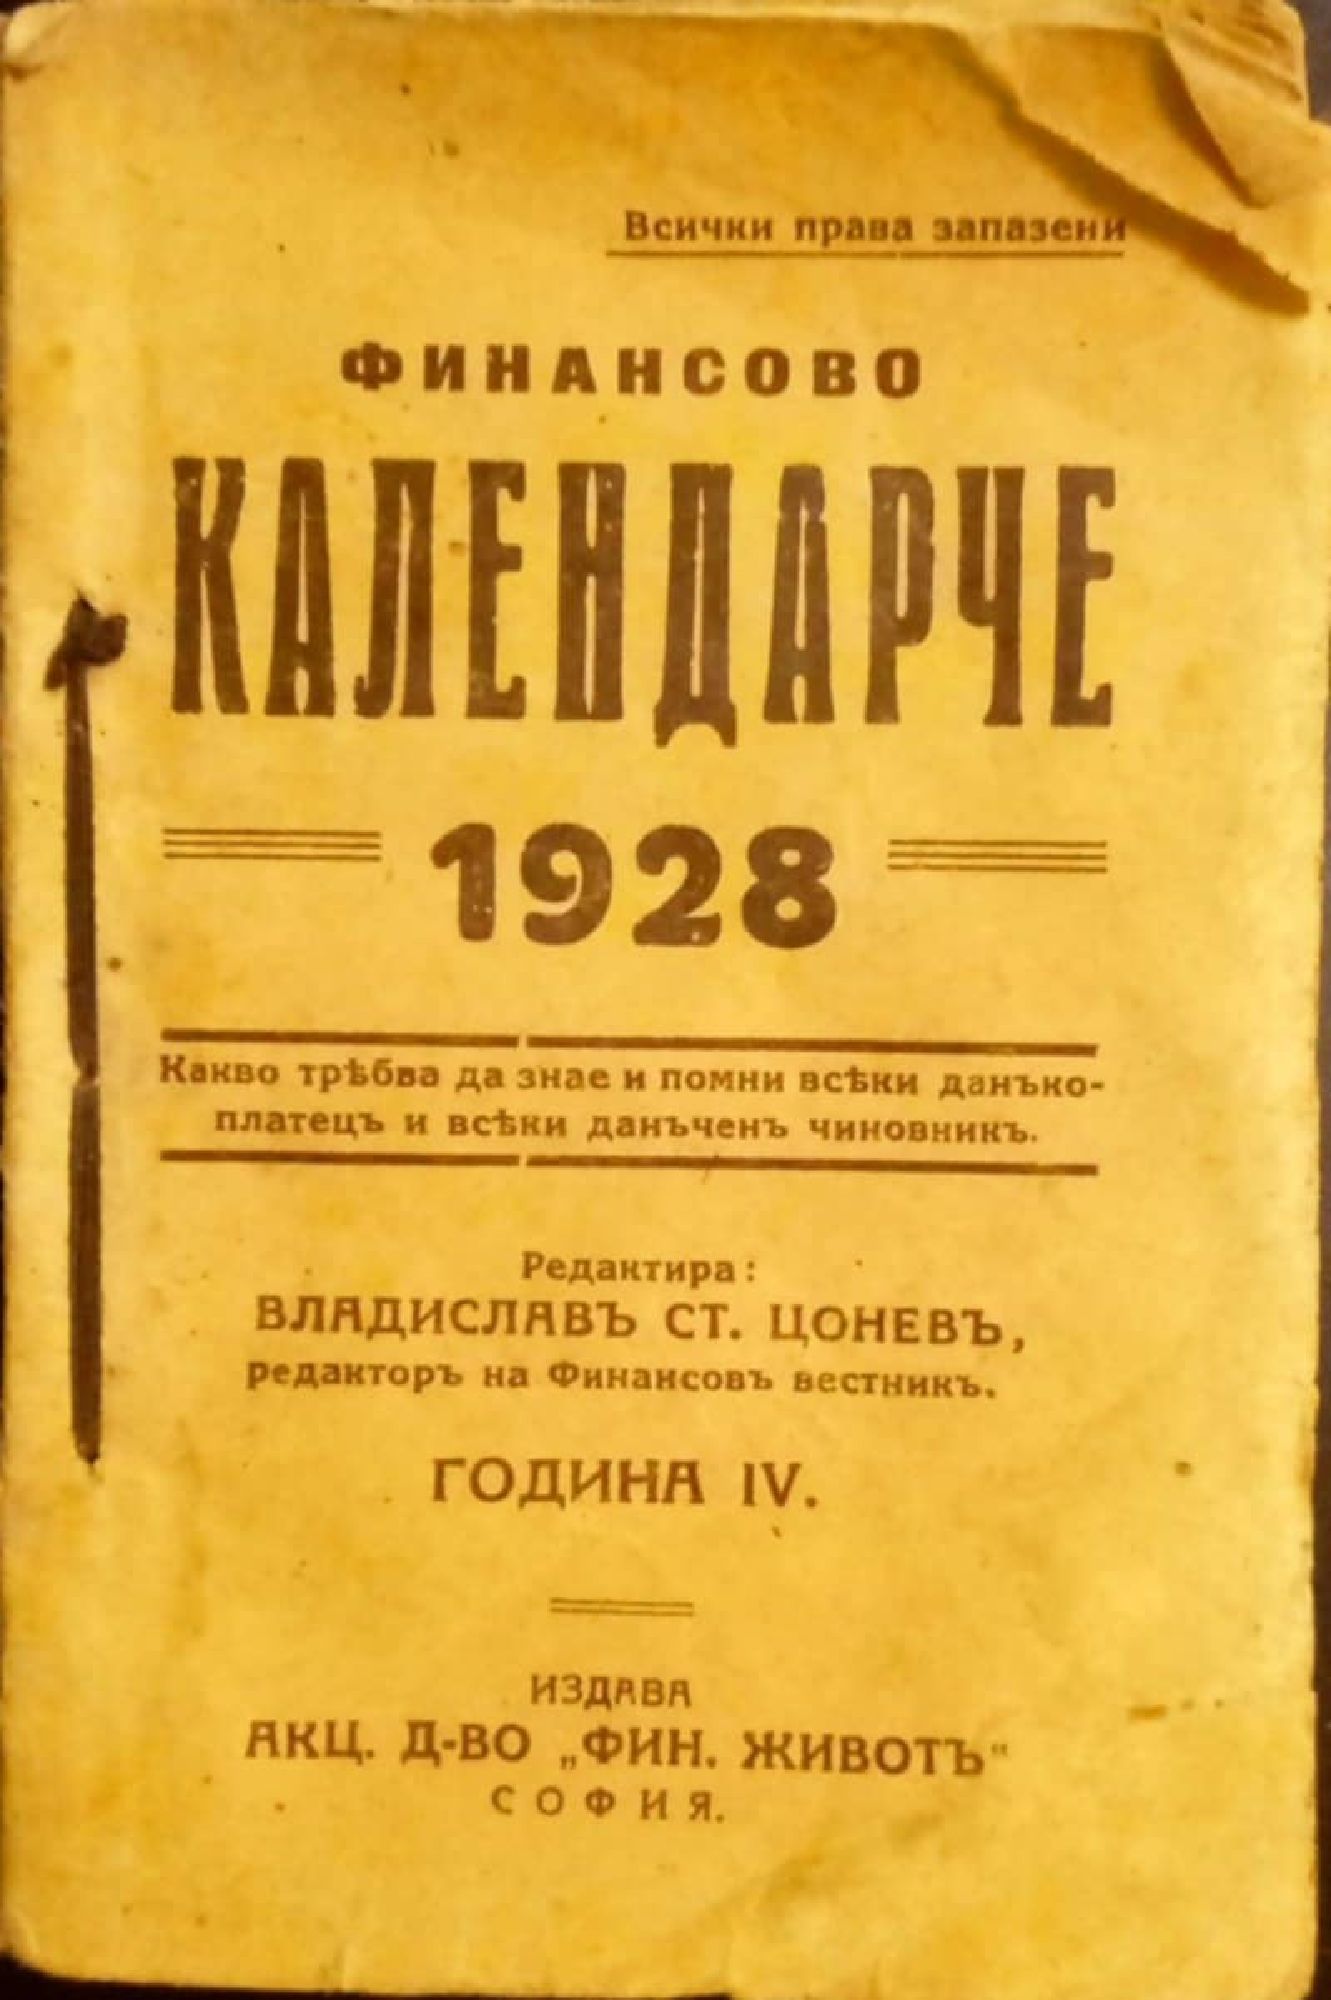 Всички права запазени
ФИНАНСОВО
КАЛЕНДАРЧЕ
1928
Какво трѣбва да знае и помни всѣки данъко-
платецъ и всѣки данъченъ чиновникъ.
Редактира:
ВЛАДИСЛАВЪ СТ. ЦОНЕВЪ,
редакторъ на Финансовъ вестникъ.
ГОДИНА IV.
ИЗДАВА
АКЦ. Д-ВО „ФИН. ЖИВОТЪ“
СОФИЯ.